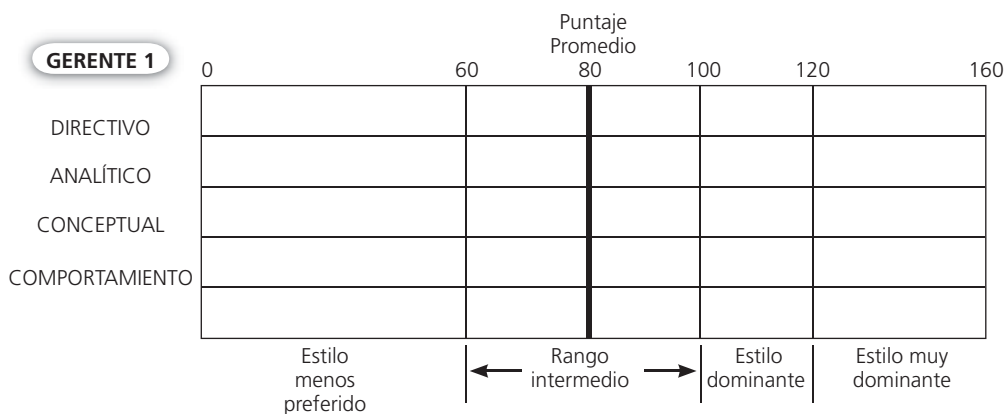 Puntaje
Promedio
GERENTE 1
0 60 80 100 120 160
DIRECTIVO
ANALÍTICO
CONCEPTUAL
COMPORTAMIENTO
Estilo
menos
preferido
Rango
intermedio
Estilo
dominante
Estilo muy
dominante